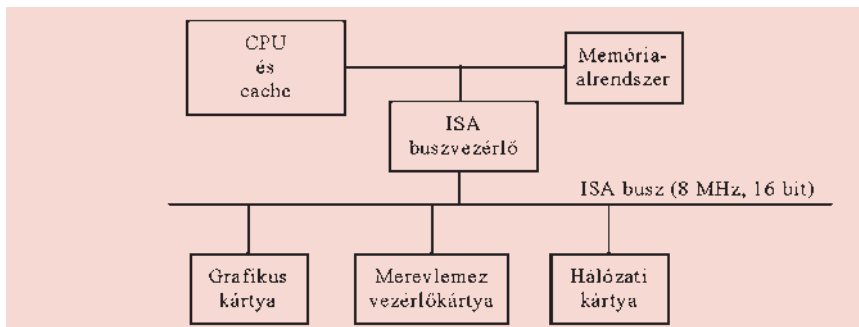 CPU
és
cache
Memória-
alrendszer
ISA
buszvezérlő
ISA busz (8 MHz, 16 bit)
Grafikus
kártya
Merevlemez
vezérlőkártya
Hálózati
kártya